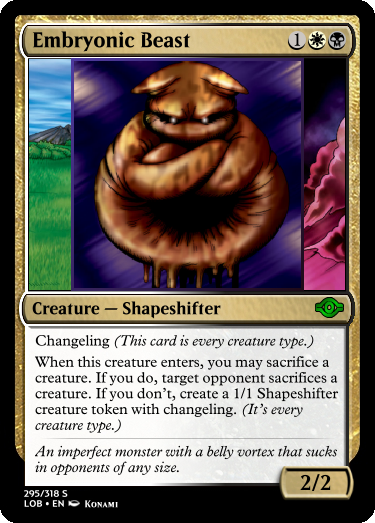 Embryonic Beast 1
Creature — Shapeshifter
Changeling (This card is every creature type.)
When this creature enters, you may sacrifice a
creature. If you do, target opponent sacrifices a
creature. If you don't, create a 1/1 Shapeshifter
creature token with changeling. (It's every
creature type.)
An imperfect monster with a belly vortex that sucks
in opponents of any size.
2/2
295/318 S
LOB • EN Konami